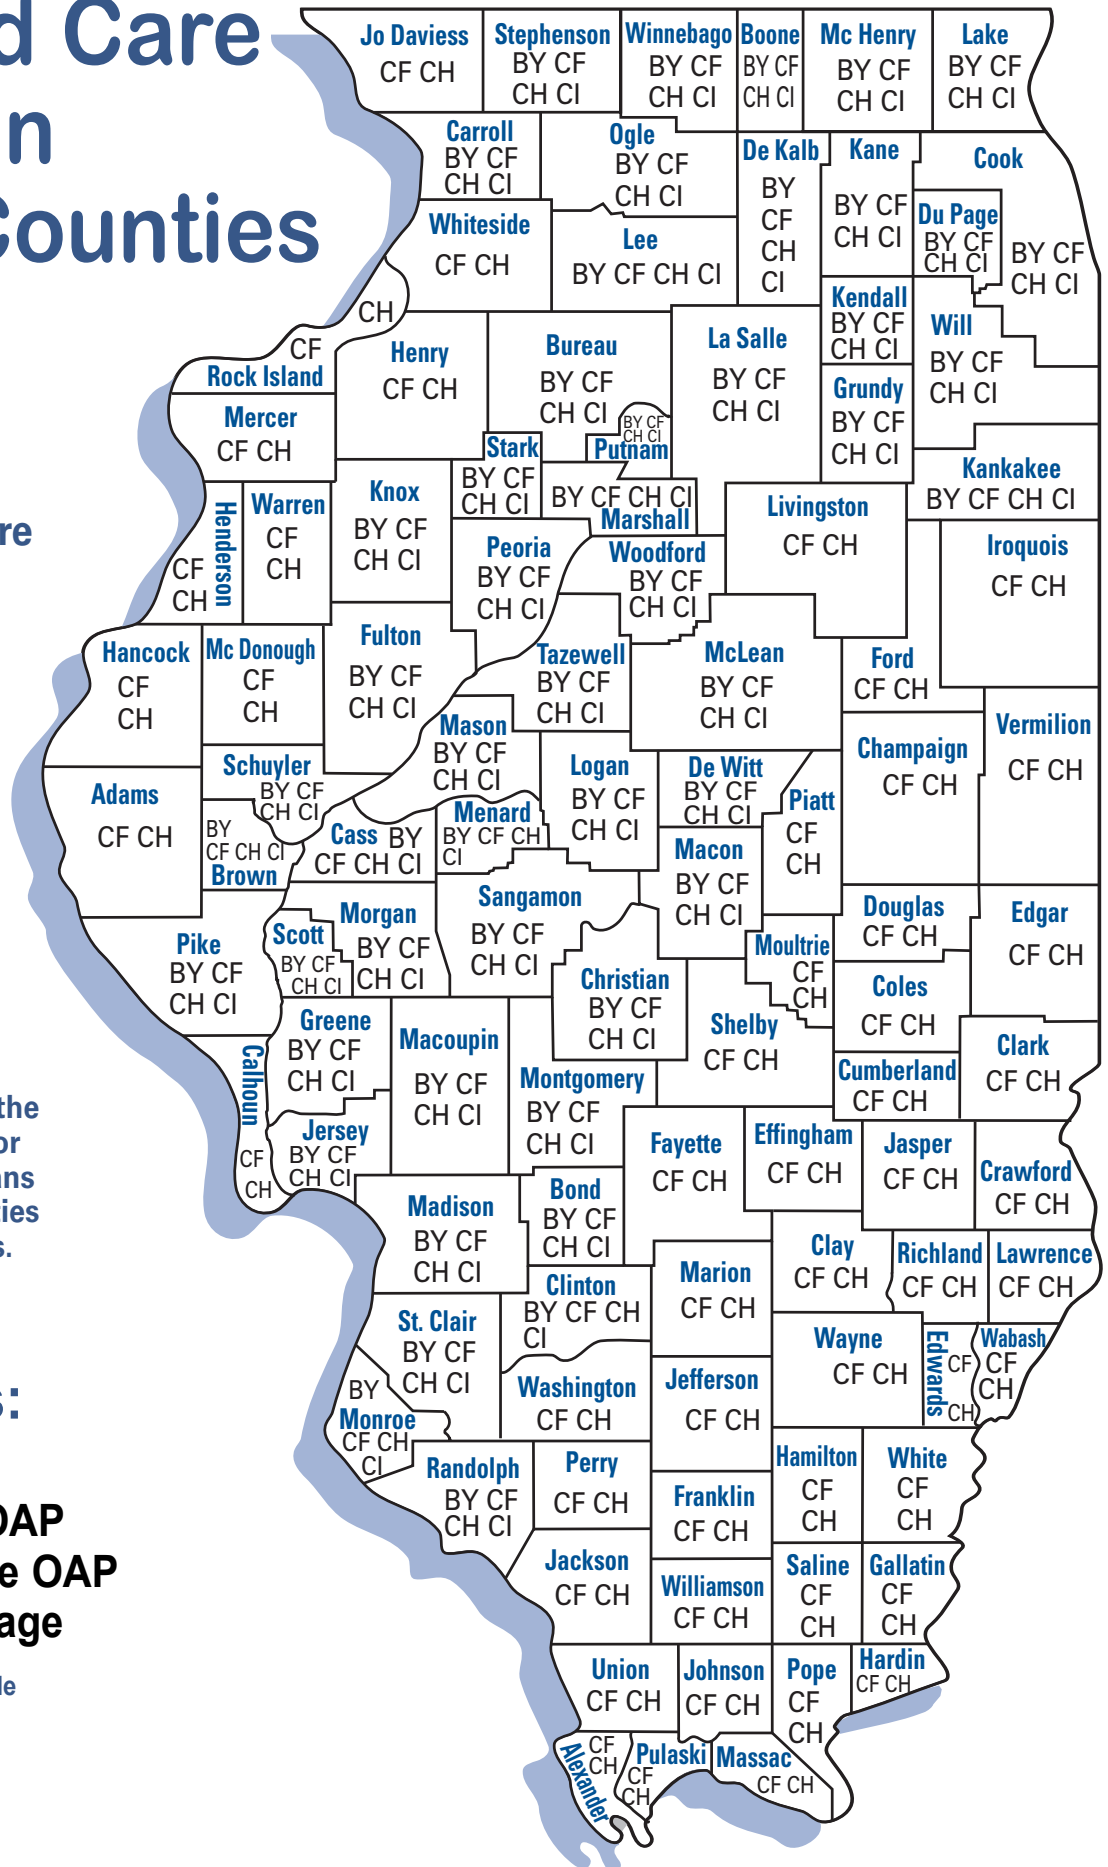 d Care
n
Counties
Jo Daviess
CF CH
Stephenson
BY CF
CH CI
Winnebago
BY CF
CH CI
Boone
BY CF
CH CI
Mc Henry
BY CF
CH CI
Lake
BY CF
CH CI
Carroll
BY CF
CH CI
Ogle
BY CF
CH CI
De Kalb
BY
CF
CH
CI
Kane
BY CF
CH CI
Cook
BY CF
CH CI
Du Page
BY CF
CH CI
Whiteside
CF CH
Lee
BY CF CH CI
Kendall
BY CF
CH CI
Will
BY CF
CH CI
CH
CF
Rock Island
Henry
CF CH
Bureau
BY CF
CH CI
La Salle
BY CF
CH CI
Grundy
BY CF
CH CI
Mercer
CF CH
BY CF
CH CI
Putnam
Stark
BY CF
CH CI
Kankakee
BY CF CH CI
re
Henderson
CF
CH
Warren
CF
CH
Knox
BY CF
CH CI
BY CF CH CI
Marshall
Livingston
CF CH
Peoria
BY CF
CH CI
Woodford
BY CF
CH CI
Iroquois
CF CH
Hancock
CF
CH
Mc Donough
CF
CH
Fulton
BY CF
CH CI
Tazewell
BY CF
CH CI
McLean
BY CF
CH CI
Ford
CF CH
Vermilion
CF CH
Mason
BY CF
CH CI
Champaign
CF CH
Adams
CF CH
Schuyler
BY CF
CH CI
Logan
BY CF
CH CI
De Witt
BY CF
CH CI
Piatt
CF
CH
BY
CF CH CI
Brown
Cass BY
CF CH CI
Menard
BY CF CH
CI
Macon
BY CF
CH CI
Sangamon
BY CF
CH CI
Douglas
CF CH
Edgar
CF CH
Pike
BY CF
CH CI
Scott
BY CF
CH CI
Morgan
BY CF
CH CI
Moultrie
CF
CH
Christian
BY CF
CH CI
Coles
CF CH
Shelby
CF CH
Greene
BY CF
CH CI
Macoupin
BY CF
CH CI
Clark
CF CH
Calhoun
CF
CH
Montgomery
BY CF
CH CI
Cumberland
CF CH
the
or
ans
ties
s.
Jersey
BY CF
CH CI
Fayette
CF CH
Effingham
CF CH
Jasper
CF CH
Crawford
CF CH
Madison
BY CF
CH CI
Bond
BY CF
CH CI
Clay
CF CH
Richland
CF CH
Lawrence
CF CH
Marion
CF CH
Clinton
BY CF CH
CI
St. Clair
BY CF
CH CI
Wayne
CF CH
Edwards
CF
CH
Wabash
CF
CH
s:
BY
Monroe
CF CH
CI
Washington
CF CH
Jefferson
CF CH
Randolph
BY CF
CH CI
Perry
CF CH
Hamilton
CF
CH
White
CF
CH
Franklin
CF CH
OAP
e OAP
age
le
Jackson
CF CH
Williamson
CF CH
Saline
CF
CH
Gallatin
CF
CH
Union
CF CH
Johnson
CF CH
Pope
CF
CH
Hardin
CF CH
Alexander
CF
CH
Pulaski
CF
CH
Massac
CF CH